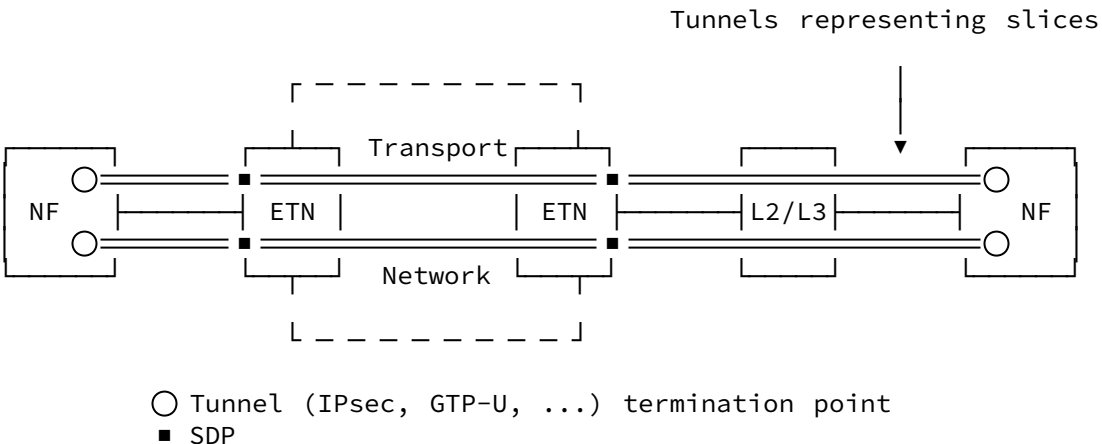 Tunnels representing slices
Transport
NF ETN ETN L2/L3 NF
Network
Tunnel (IPsec, GTP-U, ...) termination point
SDP